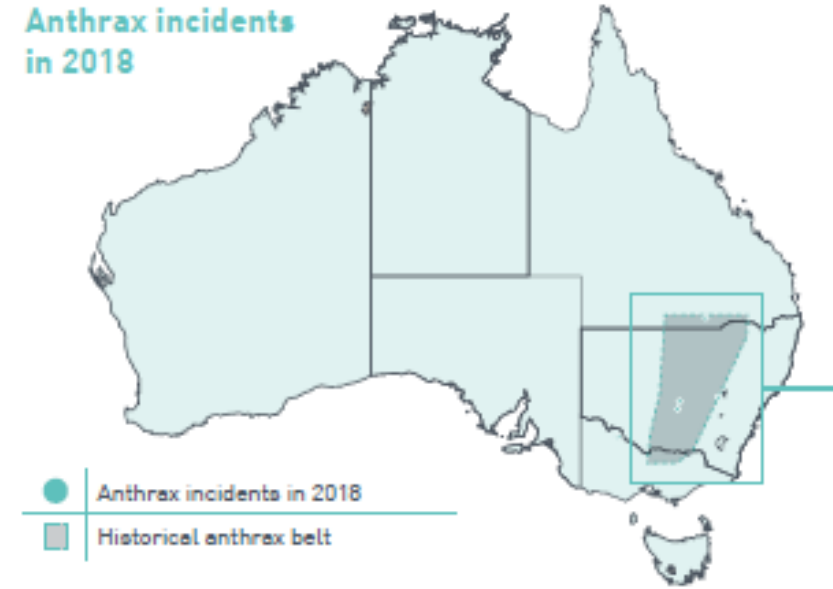 Anthrax incidents
in 2018
Anthrax incidents in 2018
Historical anthrax belt